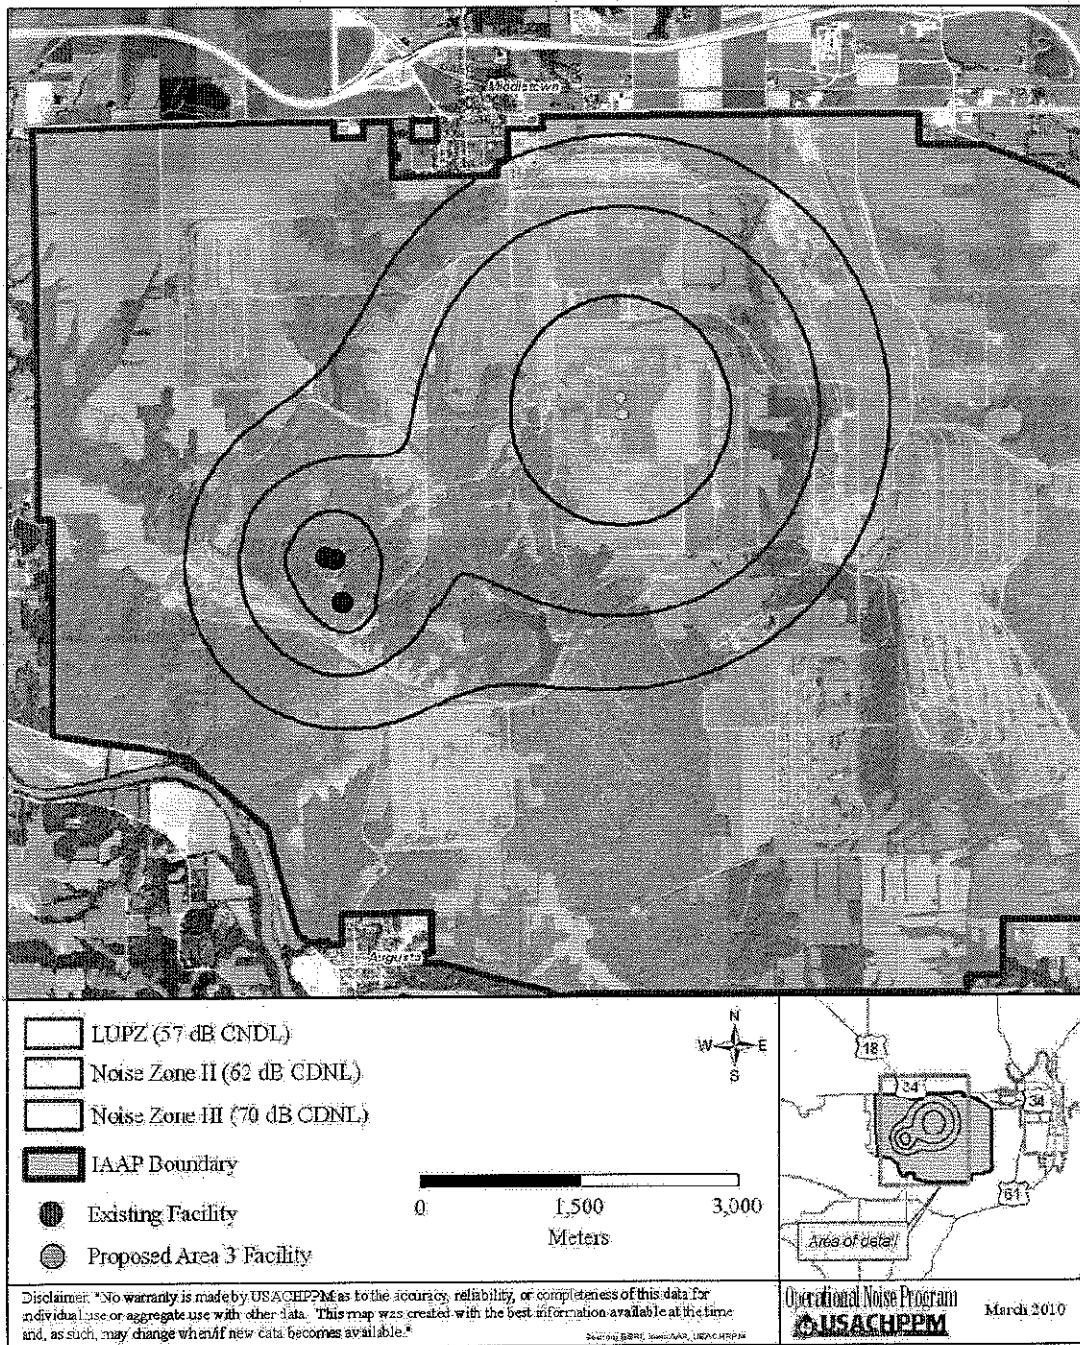 Middletown
Augusta
LUPZ (57 dB CNDL)
Noise Zone II (62 dB CDNL)
Noise Zone III (70 dB CDNL)
IAAP Boundary
Existing Facility
Proposed Area 3 Facility
N
W E
S
0 1,500 3,000
Meters
18
34
34
61
Area of detail
Disclaimer: "No warranty is made by USACHPPM as to the accuracy, reliability, or completeness of this data for
individual use or aggregate use with other data. This map was created with the best information available at the time
and, as such, may change when/if new data becomes available."
Operational Noise Program
USACHPPM
March 2010